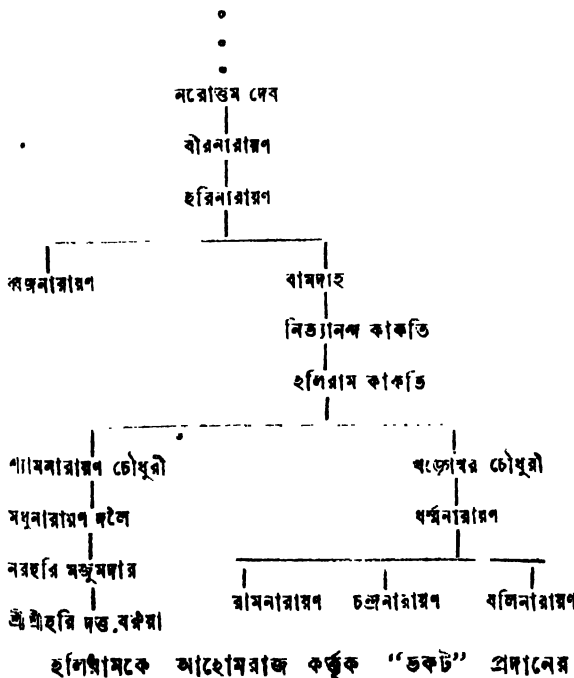 নরোত্তম দেব
বীরনারায়ণ
হরিনারায়ণ
নারায়ণ রামদাহ
নিত্যানন্দ কাকতি
হলিরাম কাকতি
শ্যামনারায়ণ চৌধুরী খড়্গেশ্বর চৌধুরী
মধুনারায়ণ দলৈ ধর্ম্মনারায়ণ
নরহরি মজুমদার
রামনারায়ণ চন্দ্রনারায়ণ বলিনারায়ণ
শ্রীশ্রীহরি দত্ত বরুয়া
হলিরামকে আহোমরাজ কর্ত্তৃক “ভকট” প্রদানের